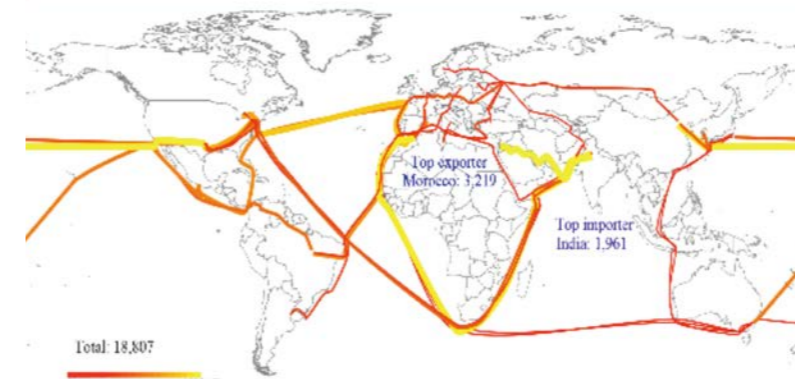 Top exporter
Morocco: 3,219
Top importer
India: 1,961
Total: 18,807